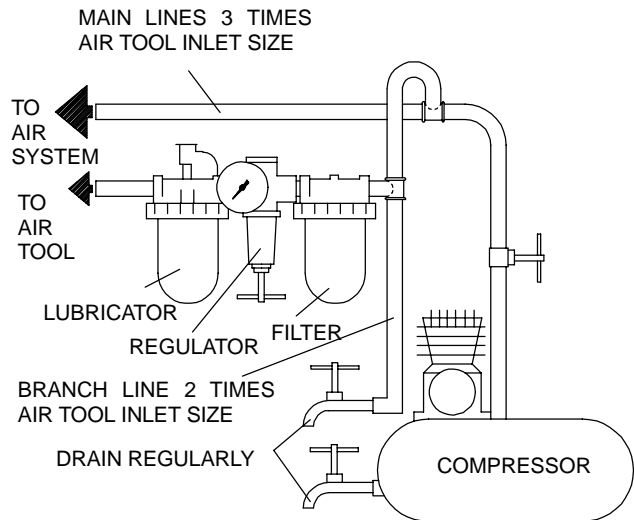 MAIN LINES 3 TIMES
AIR TOOL INLET SIZE
TO
AIR
SYSTEM
TO
AIR
TOOL
LUBRICATOR
REGULATOR
FILTER
BRANCH LINE 2 TIMES
AIR TOOL INLET SIZE
DRAIN REGULARLY
COMPRESSOR